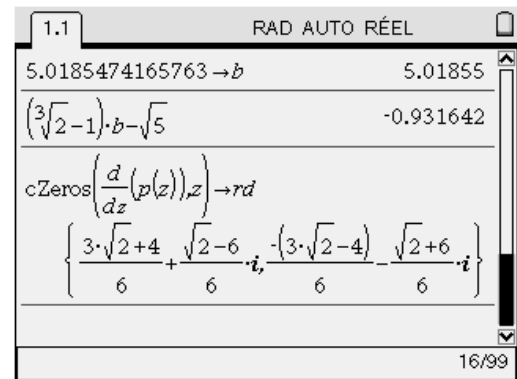 1.1 RAD AUTO RÉEL
5.0185474165763→b 5.01855
(∛2−1)·b−√5 -0.931642
cZeros(d/dz(p(z)),z)→rd
{(3·√2+4)/6+(√2−6)/6·i, -(3·√2−4)/6−(√2+6)/6·i}
16/99